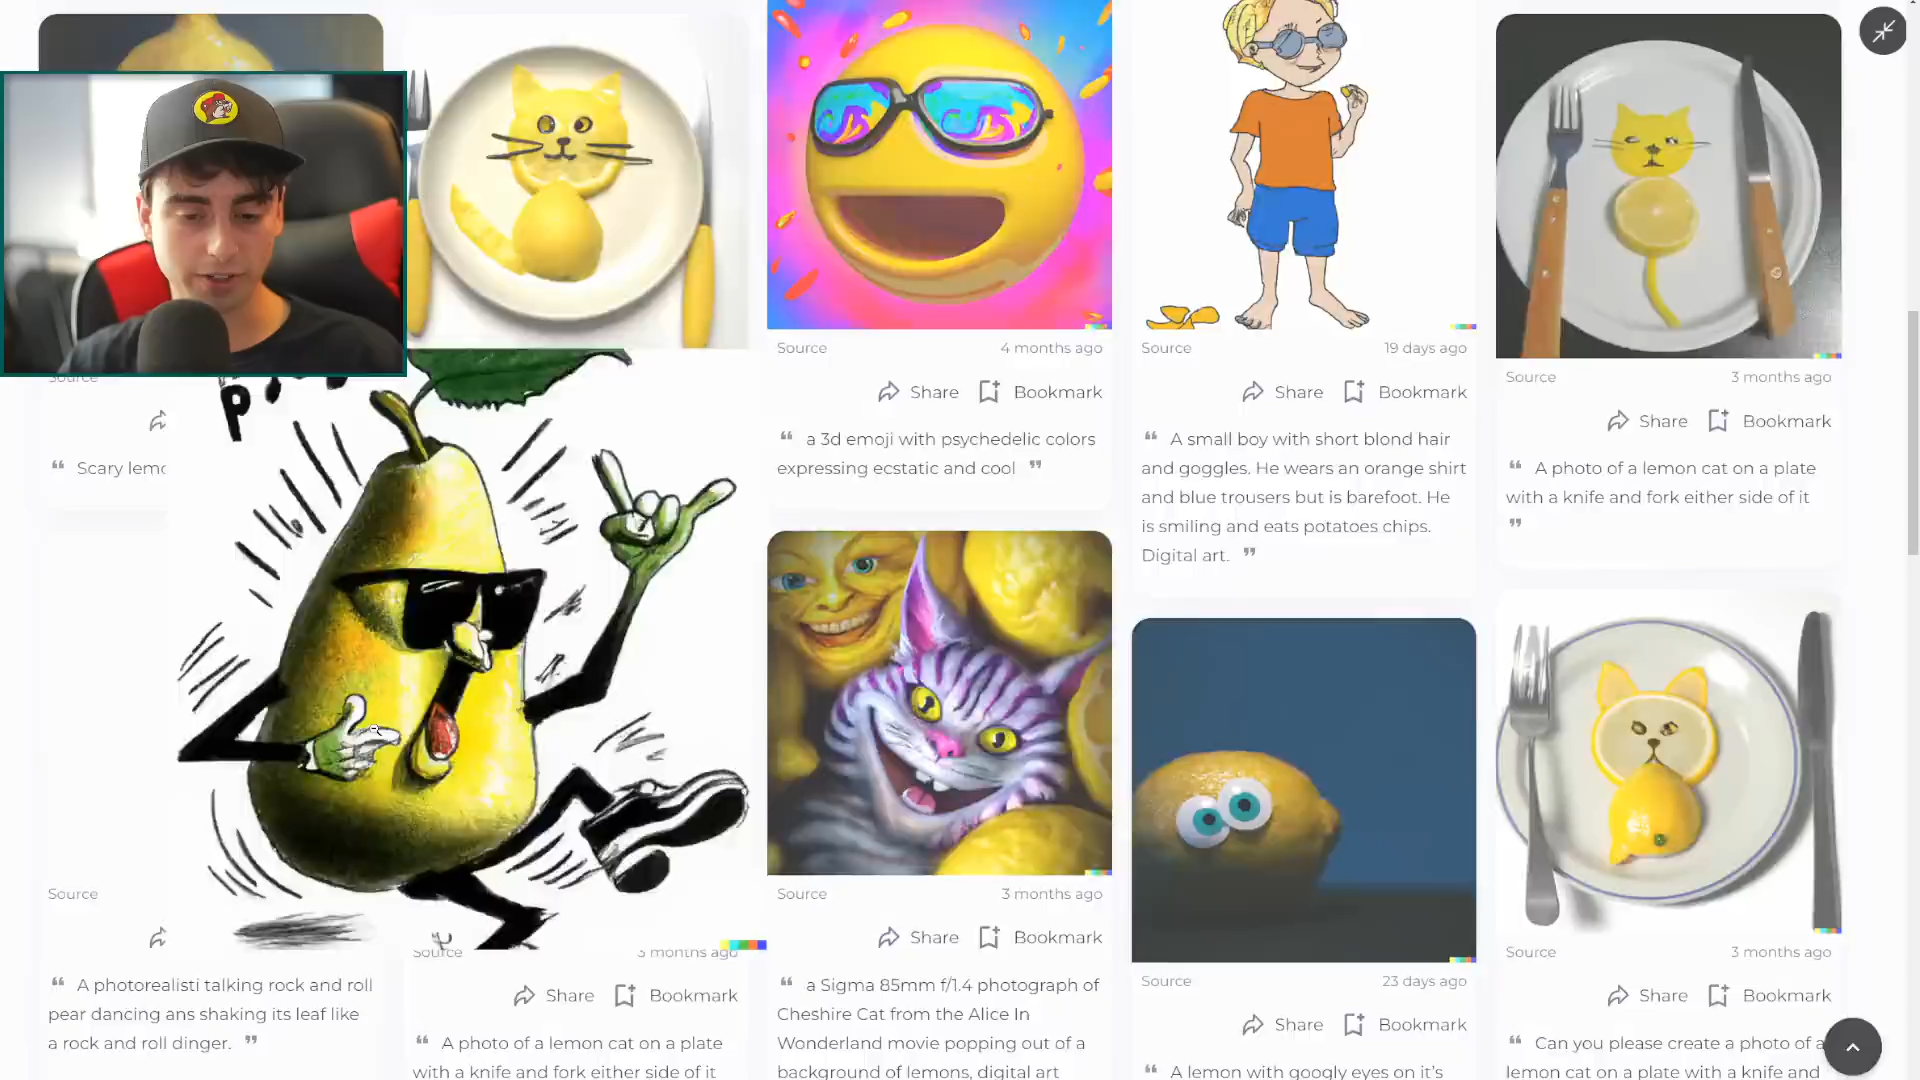 p
Source
Scary lemo
Source
4 months ago
Share
Bookmark
“ a 3d emoji with psychedelic colors
expressing ecstatic and cool ”
Source
19 days ago
Share
Bookmark
“ A small boy with short blond hair
and goggles. He wears an orange shirt
and blue trousers but is barefoot. He
is smiling and eats potatoes chips.
Digital art. ”
Source
3 months ago
Share
Bookmark
“ A photo of a lemon cat on a plate
with a knife and fork either side of it
”
Source
“ A photorealisti talking rock and roll
pear dancing ans shaking its leaf like
a rock and roll dinger. ”
Source
3 months ago
Share
Bookmark
“ A photo of a lemon cat on a plate
with a knife and fork either side of it
Source
3 months ago
Share
Bookmark
“ a Sigma 85mm f/1.4 photograph of
Cheshire Cat from the Alice In
Wonderland movie popping out of a
background of lemons, digital art
Source
23 days ago
Share
Bookmark
“ A lemon with googly eyes on it’s
Source
3 months ago
Share
Bookmark
“ Can you please create a photo of a
lemon cat on a plate with a knife and